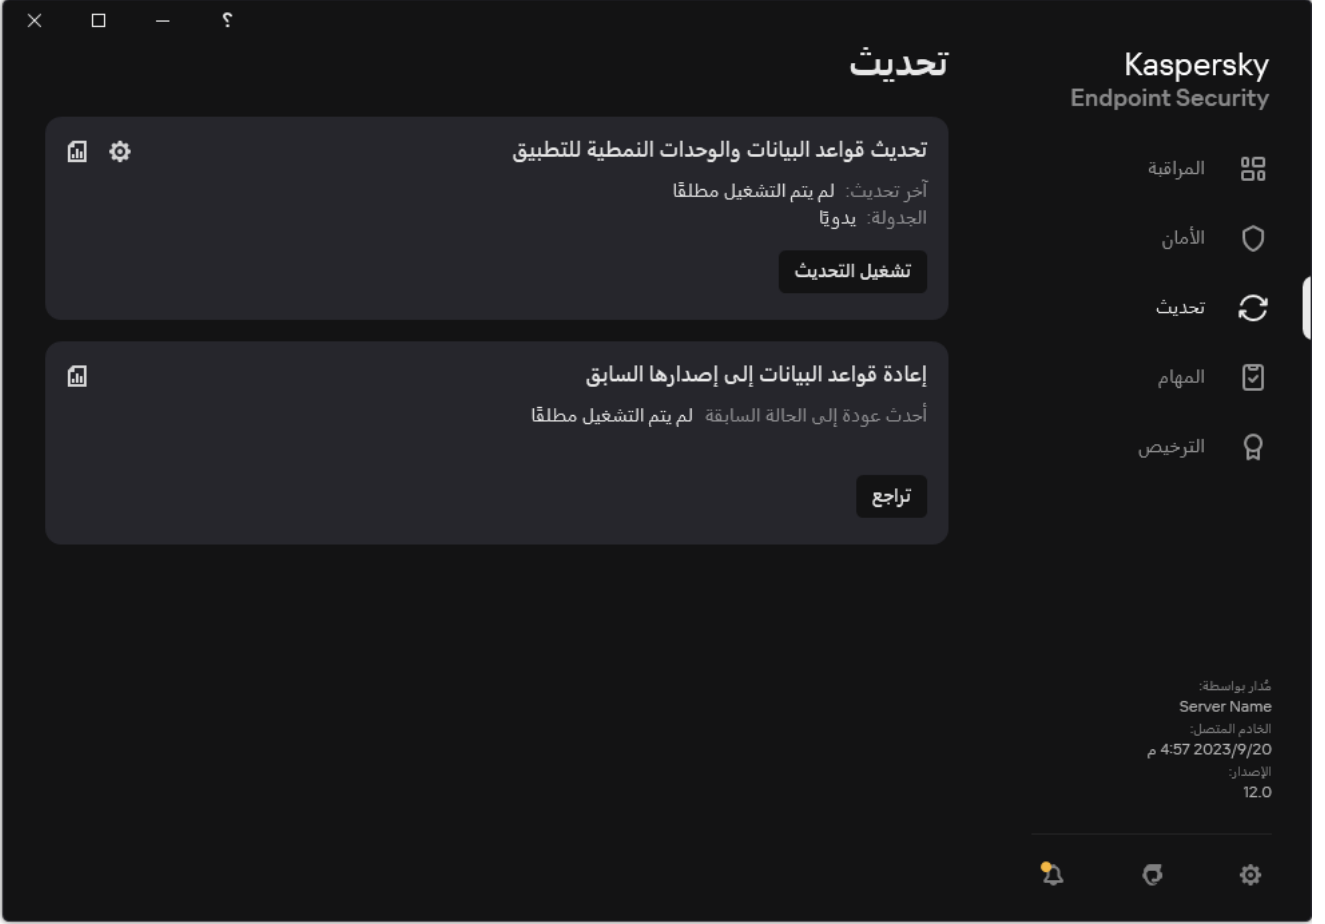 ؟
Kaspersky
Endpoint Security
المراقبة
الأمان
تحديث
المهام
الترخيص
مُدار بواسطة:
Server Name
الخادم المتصل:
2023/9/20 4:57 م
الإصدار:
12.0
تحديث
تحديث قواعد البيانات والوحدات النمطية للتطبيق
آخر تحديث: لم يتم التشغيل مطلقًا
الجدولة: يدويًا
تشغيل التحديث
إعادة قواعد البيانات إلى إصدارها السابق
أحدث عودة إلى الحالة السابقة لم يتم التشغيل مطلقًا
تراجع